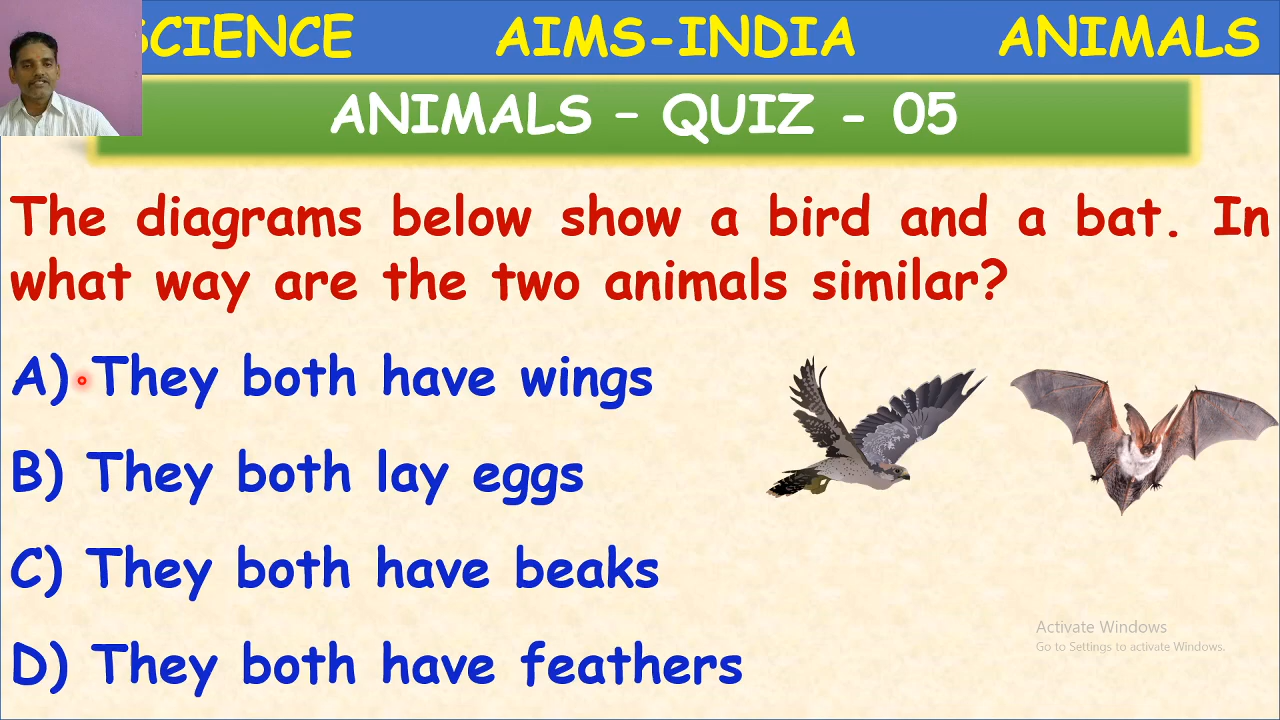 SCIENCE AIMS-INDIA ANIMALS
ANIMALS – QUIZ - 05
The diagrams below show a bird and a bat. In
what way are the two animals similar?
A) They both have wings
B) They both lay eggs
C) They both have beaks
D) They both have feathers
Activate Windows
Go to Settings to activate Windows.